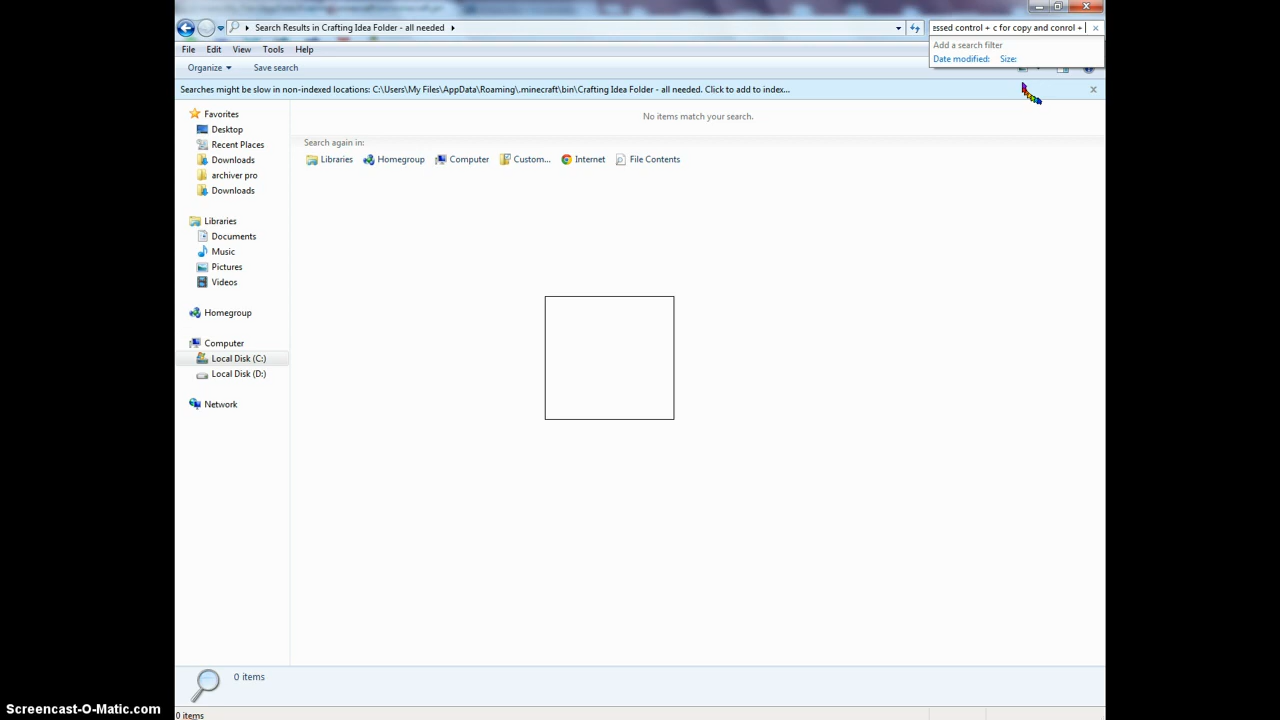 Search Results in Crafting Idea Folder - all needed
essed control + c for copy and conrol +
File Edit View Tools Help
Add a search filter
Date modified: Size:
Organize Save search
Searches might be slow in non-indexed locations: C:\Users\My Files\AppData\Roaming\.minecraft\bin\Crafting Idea Folder - all needed. Click to add to index...
Favorites
Desktop
Recent Places
Downloads
archiver pro
Downloads
Libraries
Documents
Music
Pictures
Videos
Homegroup
Computer
Local Disk (C:)
Local Disk (D:)
Network
No items match your search.
Search again in:
Libraries Homegroup Computer Custom... Internet File Contents
0 items
Screencast-O-Matic.com
0 items